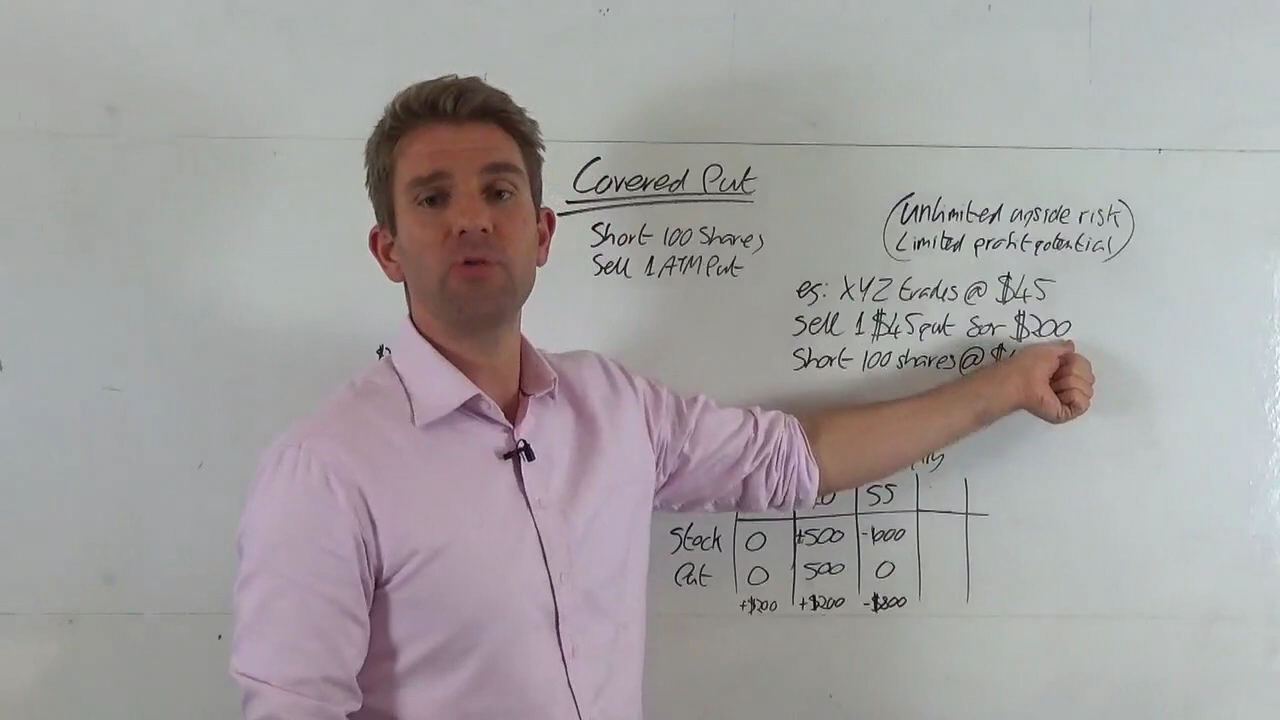 Covered Put
Short 100 Shares
Sell 1 ATM Put
(Unlimited upside risk
Limited profit potential)
eg: XYZ trades @ $45
Sell 1 $45 put for $200
Short 100 shares @ $4
55
Stock 0 +500 -1000
Put 0 500 0
+$200 +$200 -$800